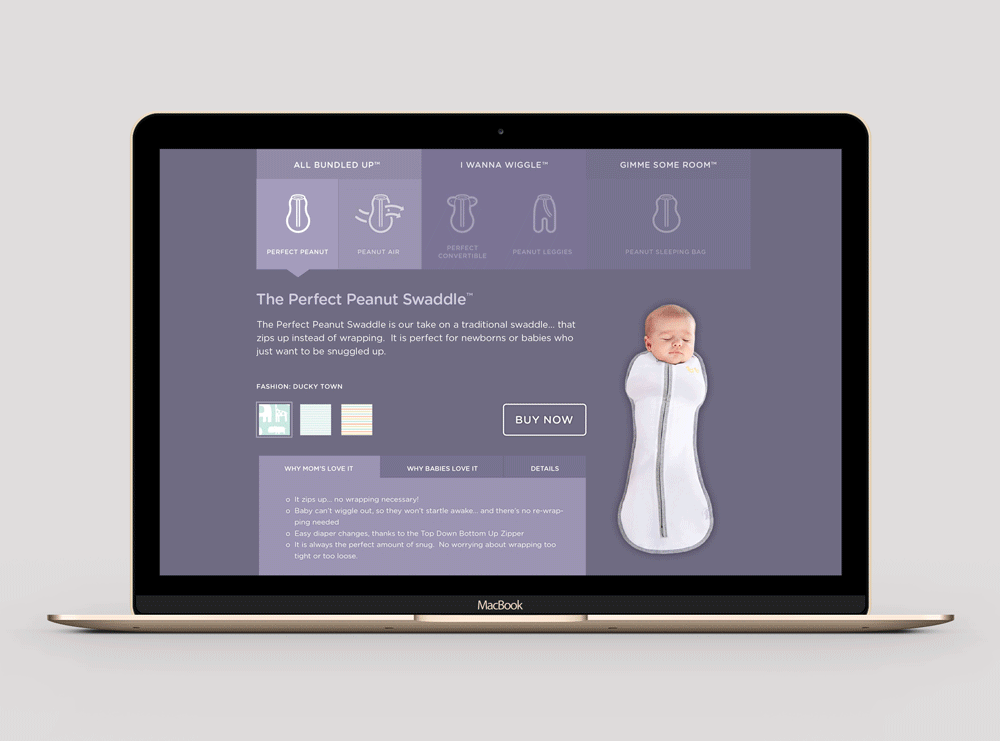 ALL BUNDLED UP™
I WANNA WIGGLE™
GIMME SOME ROOM™
PERFECT PEANUT
PEANUT AIR
PERFECT
CONVERTIBLE
PEANUT LEGGIES
PEANUT SLEEPING BAG
The Perfect Peanut Swaddle™
The Perfect Peanut Swaddle is our take on a traditional swaddle... that
zips up instead of wrapping. It is perfect for newborns or babies who
just want to be snuggled up.
FASHION: DUCKY TOWN
BUY NOW
WHY MOM'S LOVE IT
WHY BABIES LOVE IT
DETAILS
o It zips up... no wrapping necessary!
o Baby can't wiggle out, so they won't startle awake... and there's no re-wrap-
ping needed
o Easy diaper changes, thanks to the Top Down Bottom Up Zipper
o It is always the perfect amount of snug. No worrying about wrapping too
tight or too loose.
MacBook